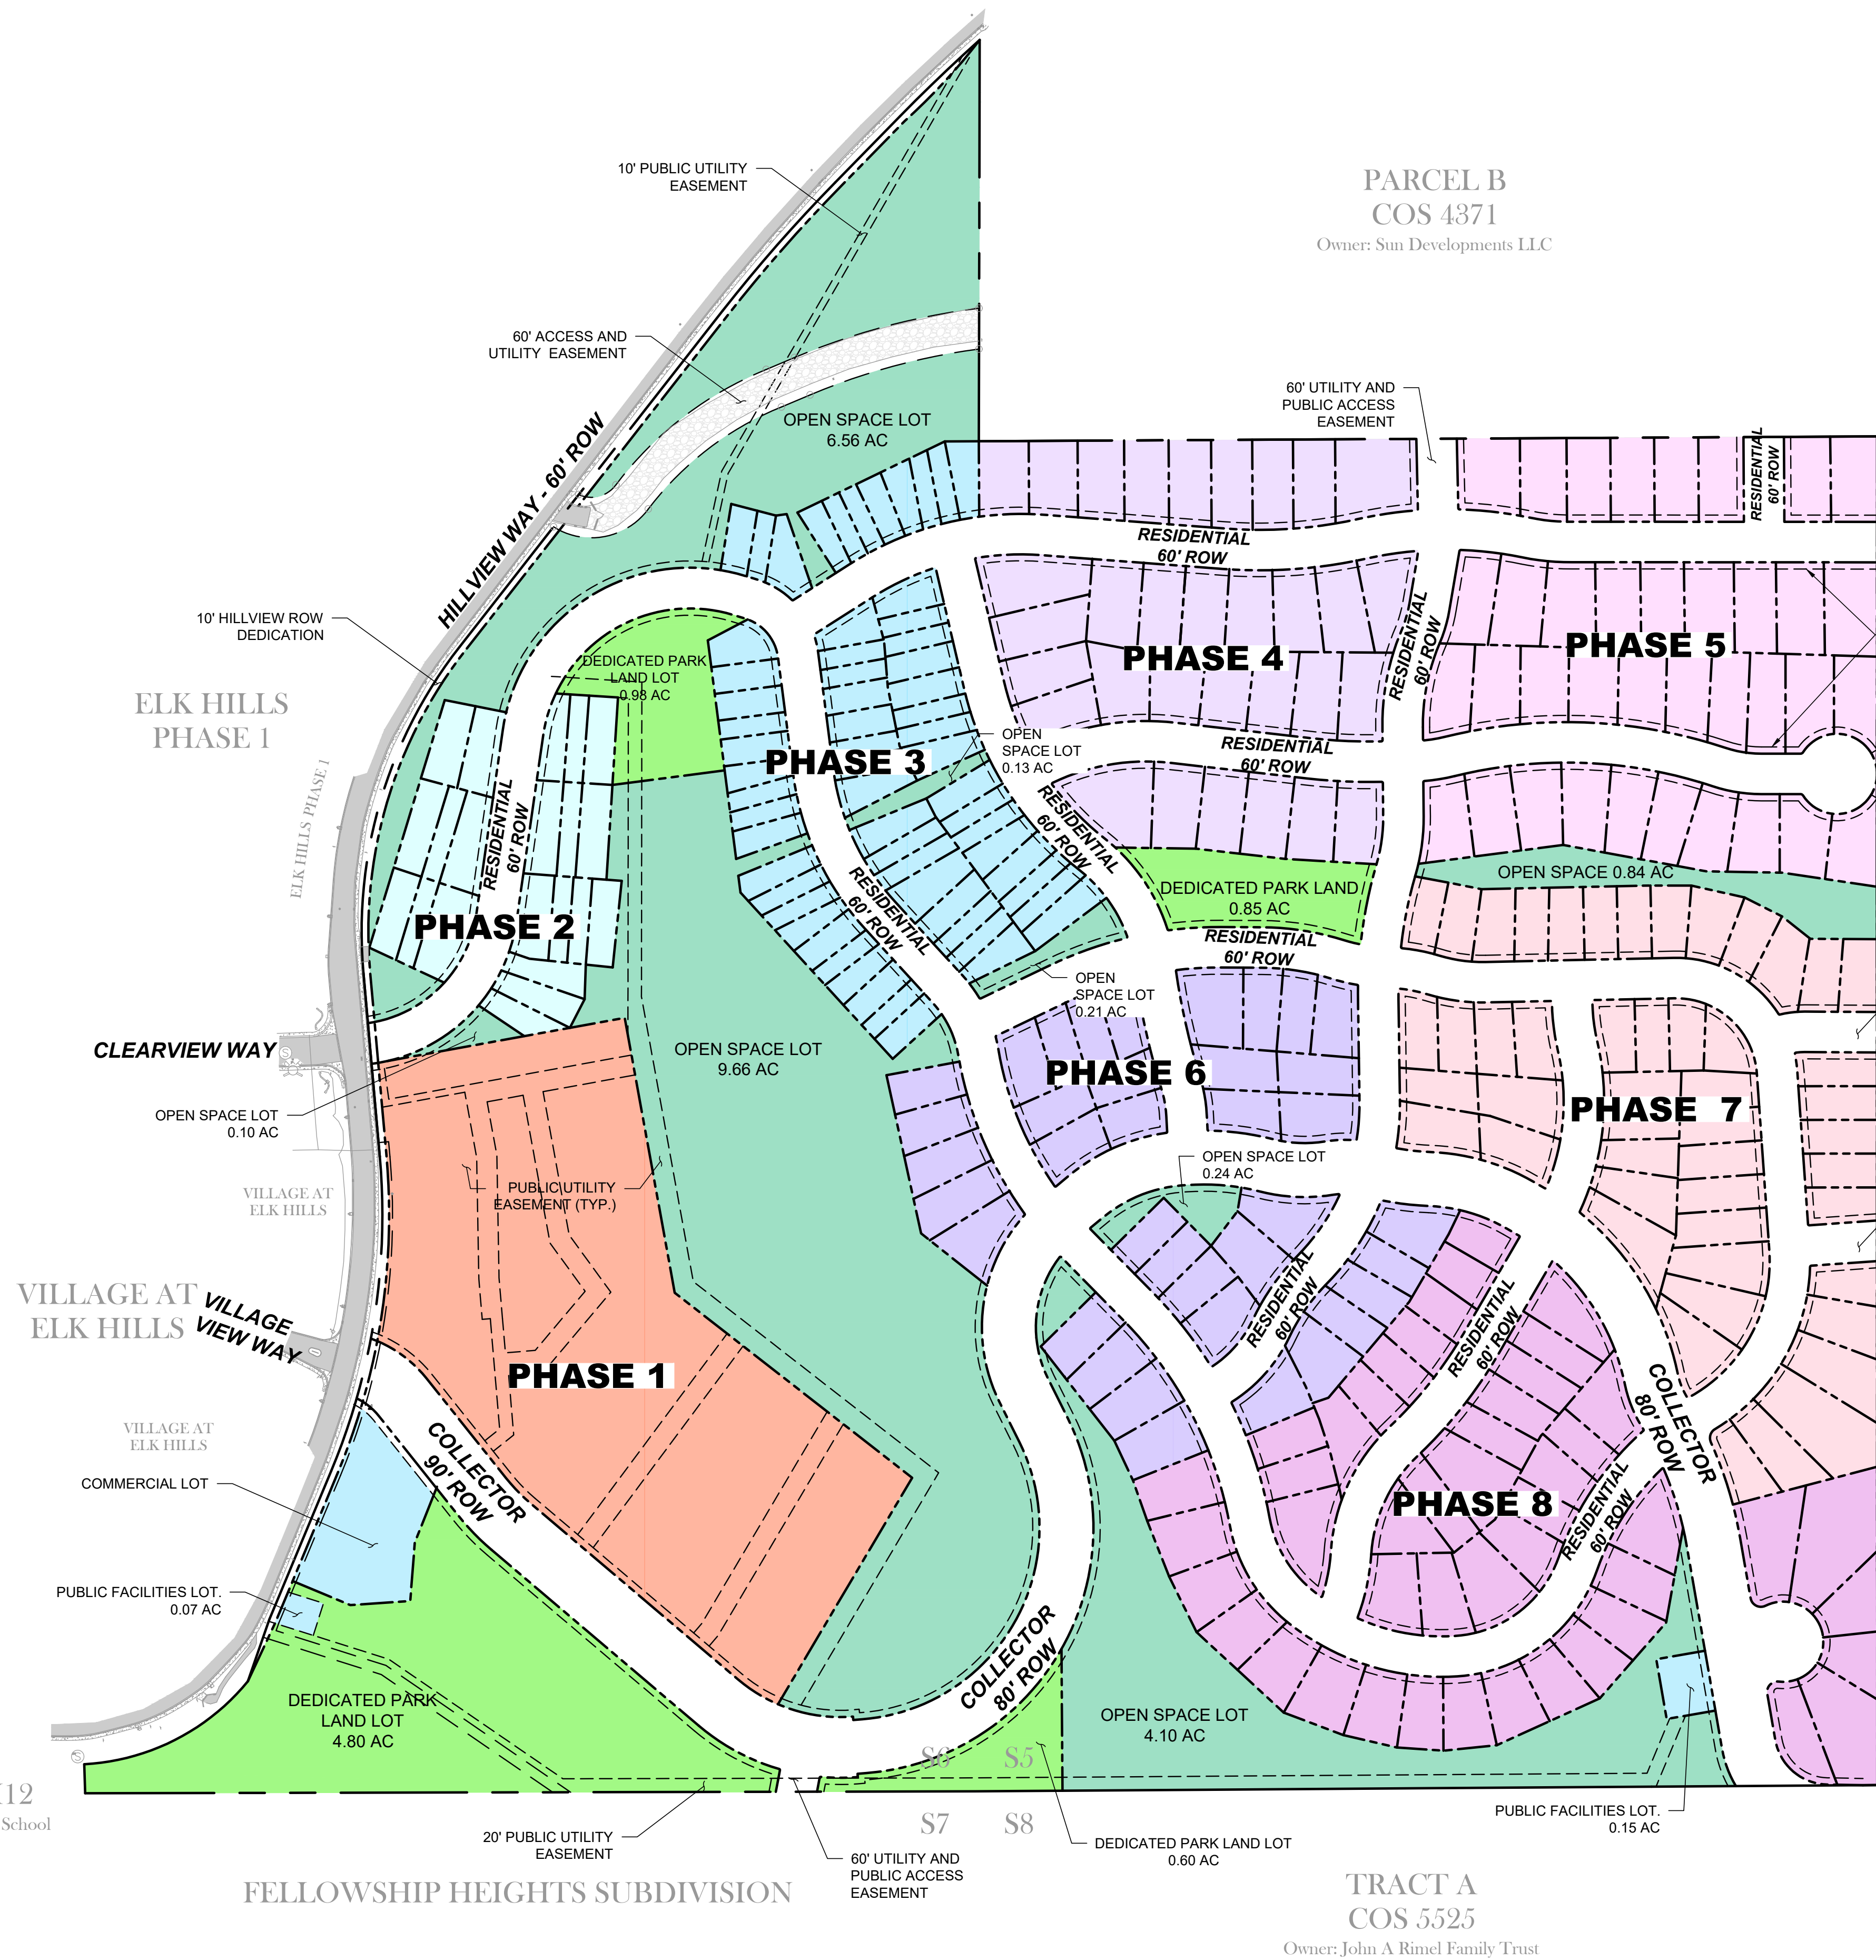 10' PUBLIC UTILITY
EASEMENT
PARCEL B
COS 4371
Owner: Sun Developments LLC
60' ACCESS AND
UTILITY EASEMENT
60' UTILITY AND
PUBLIC ACCESS
EASEMENT
OPEN SPACE LOT
6.56 AC
HILLVIEW WAY - 60' ROW
RESIDENTIAL
60' ROW
RESIDENTIAL
60' ROW
10' HILLVIEW ROW
DEDICATION
RESIDENTIAL
60' ROW
PHASE 4
PHASE 5
DEDICATED PARK
LAND LOT
0.98 AC
ELK HILLS
PHASE 1
ELK HILLS PHASE 1
PHASE 3
OPEN
SPACE LOT
0.13 AC
RESIDENTIAL
60' ROW
RESIDENTIAL
60' ROW
RESIDENTIAL
60' ROW
OPEN SPACE 0.84 AC
DEDICATED PARK LAND
0.85 AC
PHASE 2
RESIDENTIAL
60' ROW
RESIDENTIAL
60' ROW
OPEN
SPACE LOT
0.21 AC
CLEARVIEW WAY
S
OPEN SPACE LOT
9.66 AC
PHASE 6
PHASE 7
OPEN SPACE LOT
0.10 AC
OPEN SPACE LOT
0.24 AC
PUBLIC UTILITY
EASEMENT (TYP.)
VILLAGE AT
ELK HILLS
VILLAGE AT
ELK HILLS
VILLAGE
VIEW WAY
RESIDENTIAL
60' ROW
RESIDENTIAL
60' ROW
PHASE 1
COLLECTOR
80' ROW
VILLAGE AT
ELK HILLS
COLLECTOR
90' ROW
COMMERCIAL LOT
PHASE 8
RESIDENTIAL
60' ROW
PUBLIC FACILITIES LOT.
0.07 AC
COLLECTOR
80' ROW
DEDICATED PARK
LAND LOT
4.80 AC
OPEN SPACE LOT
4.10 AC
S
S6
S5
12
School
S7
S8
PUBLIC FACILITIES LOT.
0.15 AC
20' PUBLIC UTILITY
EASEMENT
60' UTILITY AND
PUBLIC ACCESS
EASEMENT
DEDICATED PARK LAND LOT
0.60 AC
FELLOWSHIP HEIGHTS SUBDIVISION
TRACT A
COS 5525
Owner: John A Rimel Family Trust